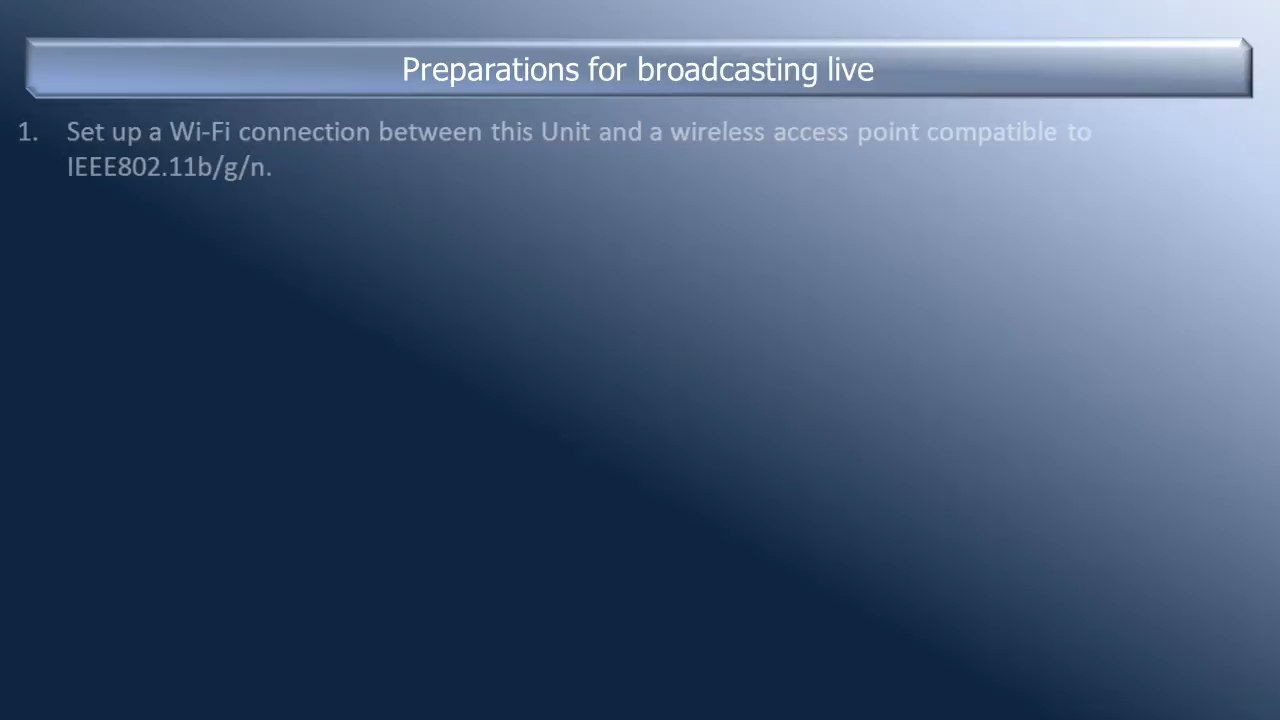 Preparations for broadcasting live
1. Set up a Wi-Fi connection between this Unit and a wireless access point compatible to
IEEE802.11b/g/n.